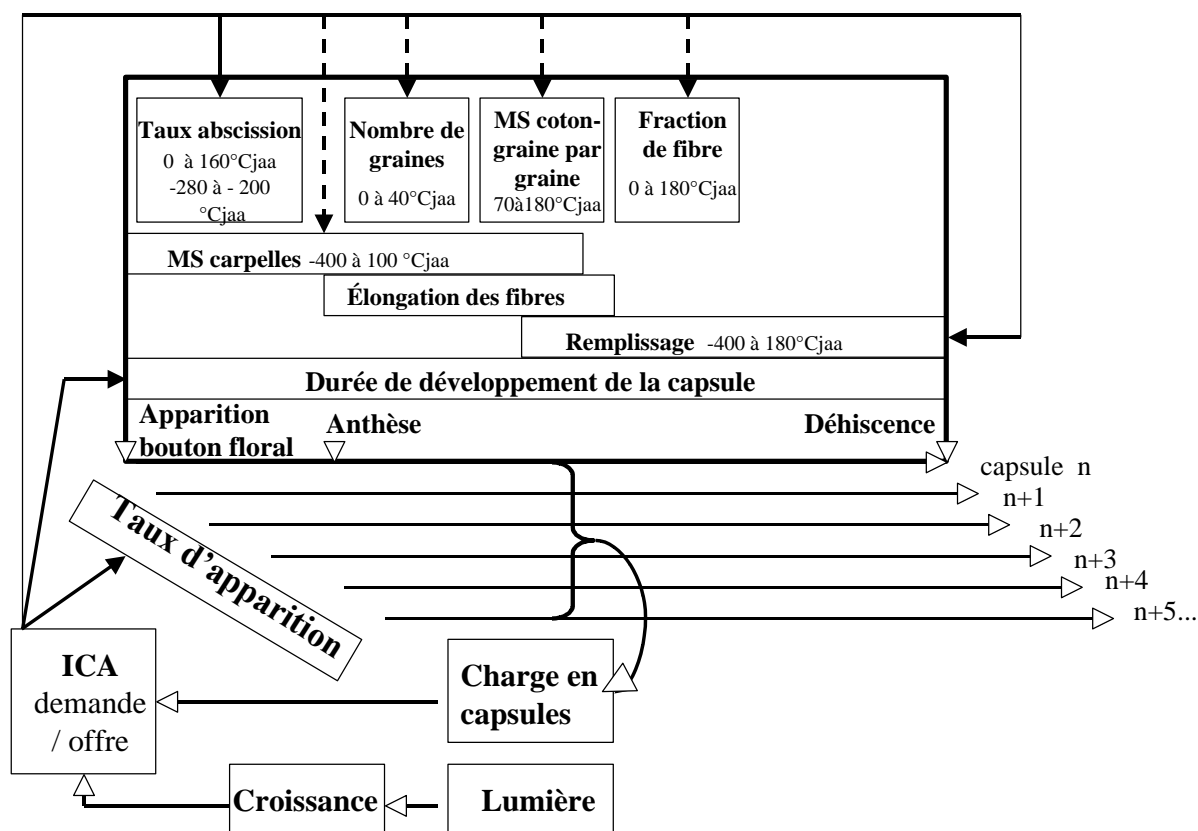 Taux abscission
0 à 160°Cjaa
-280 à - 200
°Cjaa
Nombre de
graines
0 à 40°Cjaa
MS coton-
graine par
graine
70à180°Cjaa
Fraction
de fibre
0 à 180°Cjaa
MS carpelles -400 à 100 °Cjaa
Élongation des fibres
Remplissage -400 à 180°Cjaa
Durée de développement de la capsule
Apparition
bouton floral
Anthèse
Déhiscence
capsule n
n+1
n+2
n+3
n+4
n+5...
Taux d’apparition
ICA
demande
/ offre
Charge en
capsules
Croissance
Lumière